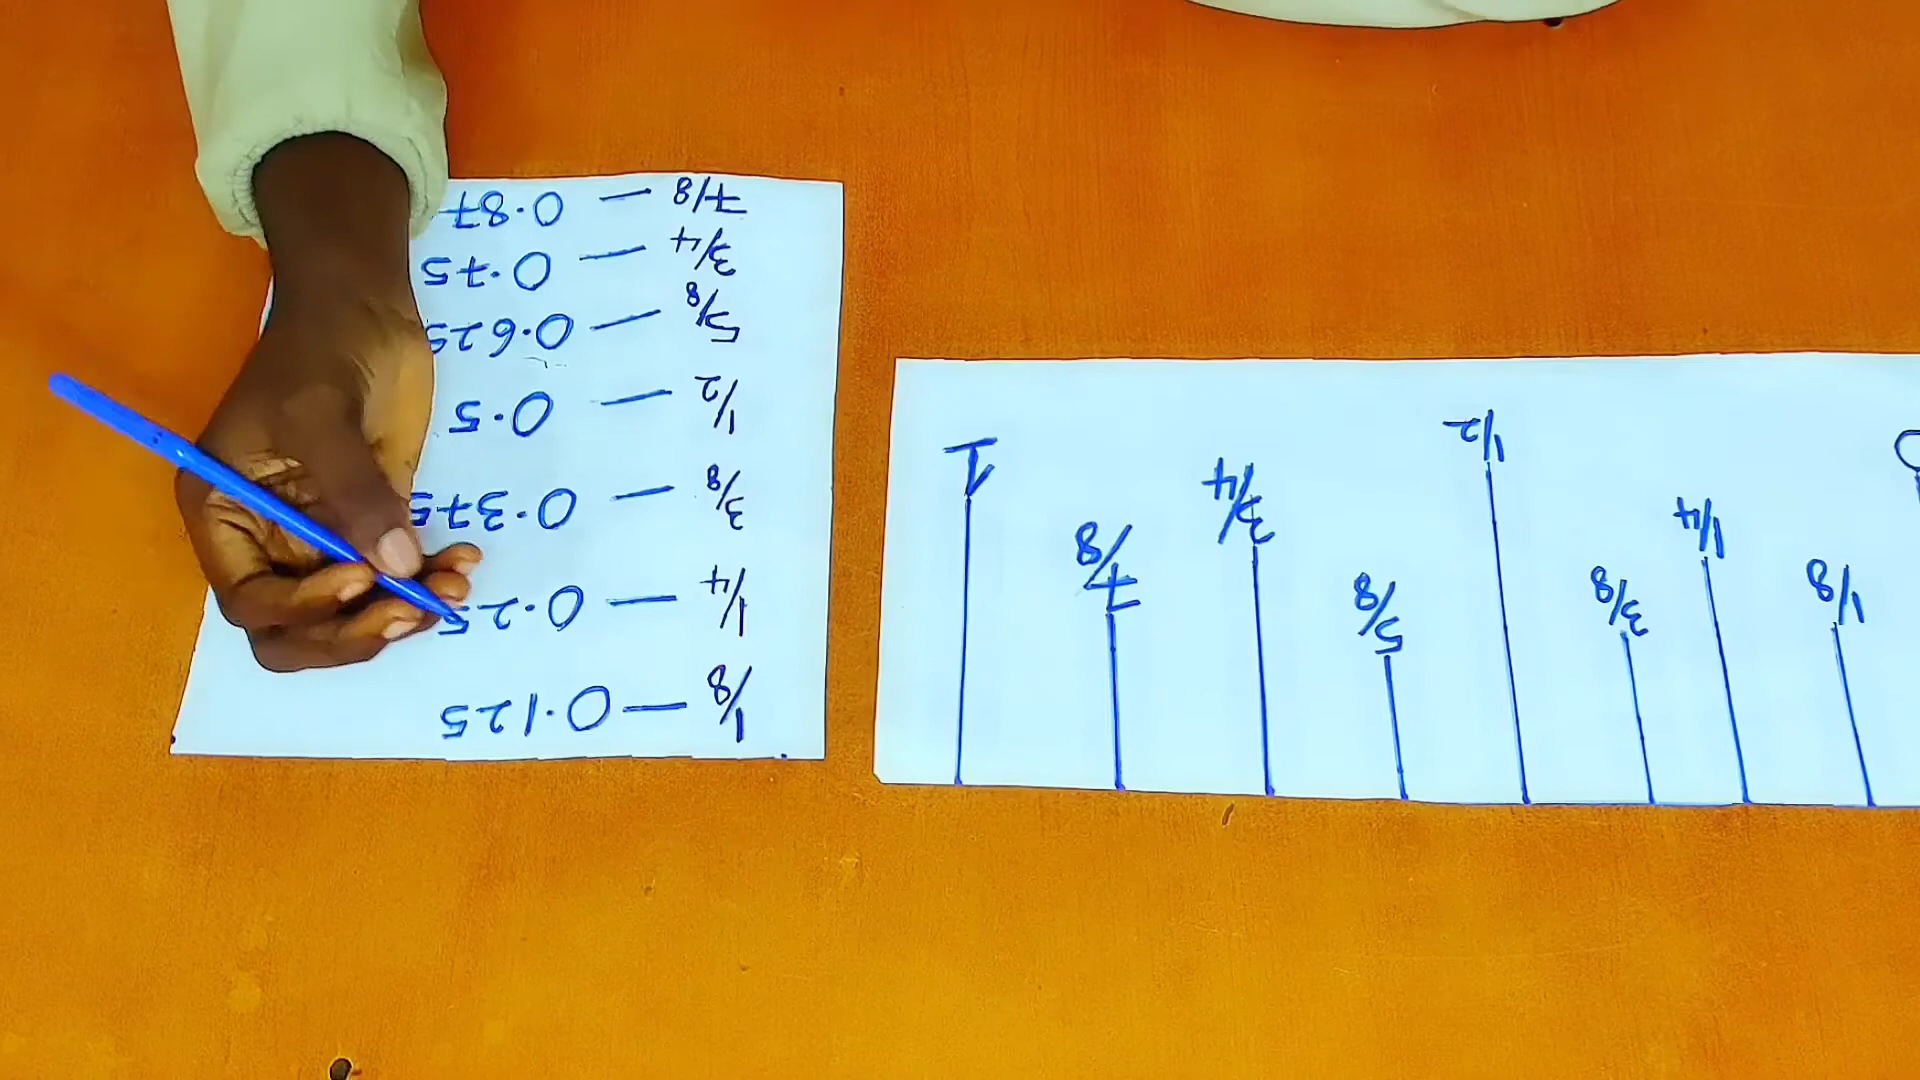 0 1/8 1/4 3/8 1/2 5/8 3/4 7/8 1
1/8 — 0.125
1/4 — 0.25
3/8 — 0.375
1/2 — 0.5
5/8 — 0.625
3/4 — 0.75
7/8 — 0.87